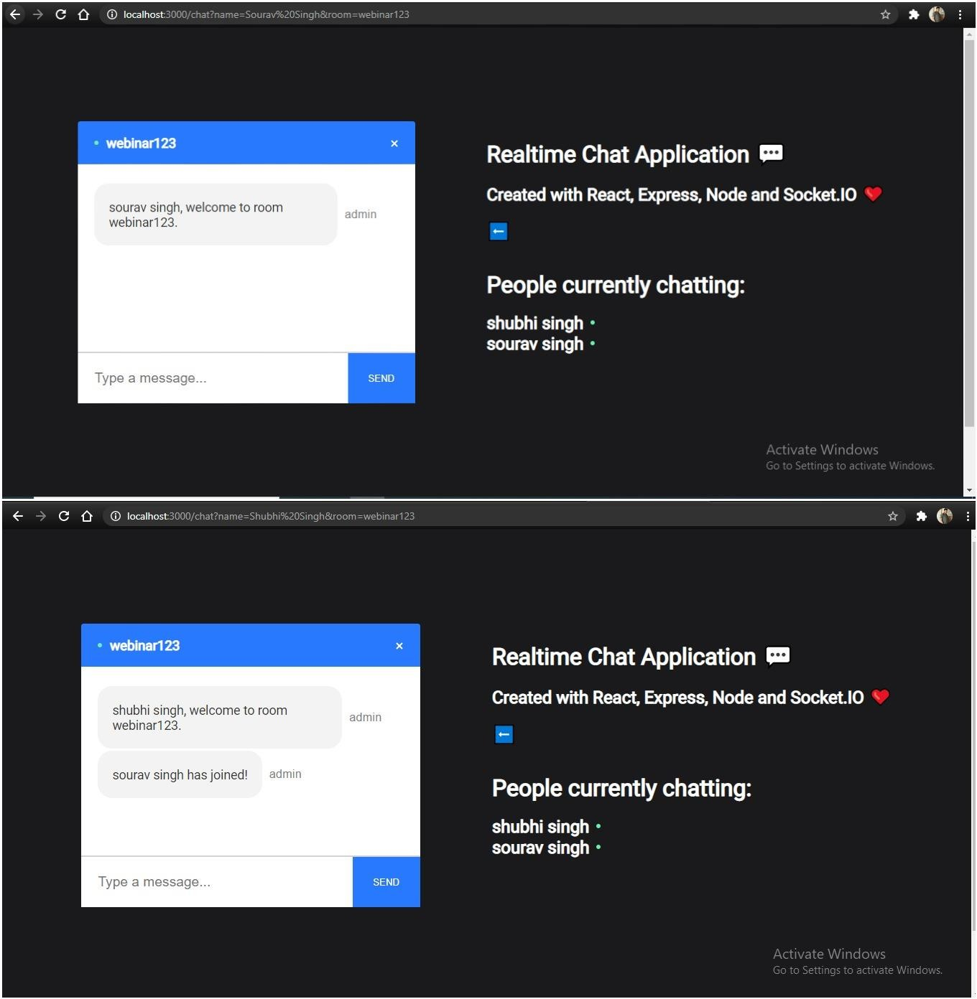 localhost:3000/chat?name=Sourav%20Singh&room=webinar123
webinar123
×
sourav singh, welcome to room
webinar123.
admin
Type a message...
SEND
Realtime Chat Application 💬
Created with React, Express, Node and Socket.IO ❤️
⬅️
People currently chatting:
shubhi singh
sourav singh
Activate Windows
Go to Settings to activate Windows.
localhost:3000/chat?name=Shubhi%20Singh&room=webinar123
webinar123
×
shubhi singh, welcome to room
webinar123.
admin
sourav singh has joined!
admin
Type a message...
SEND
Realtime Chat Application 💬
Created with React, Express, Node and Socket.IO ❤️
⬅️
People currently chatting:
shubhi singh
sourav singh
Activate Windows
Go to Settings to activate Windows.